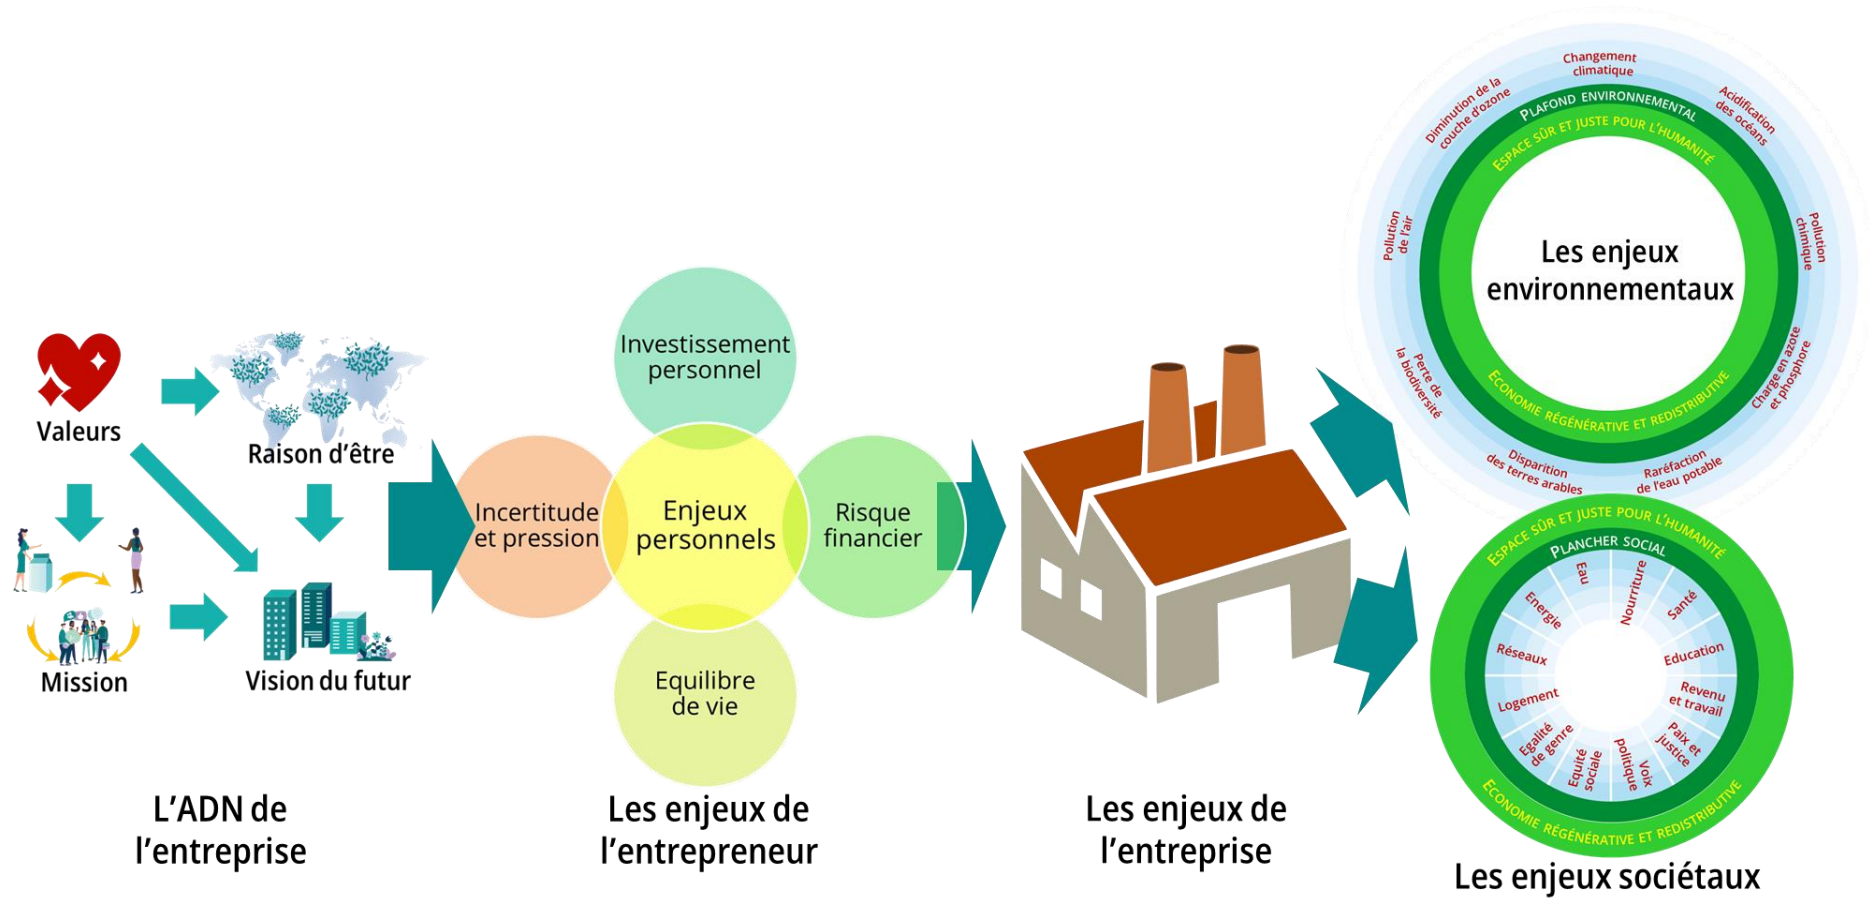 Valeurs
Raison d’être
Mission
Vision du futur
L’ADN de
l’entreprise
Investissement
personnel
Incertitude
et pression
Enjeux
personnels
Risque
financier
Equilibre
de vie
Les enjeux de
l’entrepreneur
Les enjeux de
l’entreprise
Changement
climatique
Acidification
des océans
Pollution
chimique
Charge en azote
et phosphore
Raréfaction
de l’eau potable
Disparition
des terres arables
Perte de
la biodiversité
Pollution
de l’air
Diminution de la
couche d’ozone
PLAFOND ENVIRONNEMENTAL
ESPACE SÛR ET JUSTE POUR L’HUMANITÉ
Les enjeux
environnementaux
ECONOMIE RÉGÉNÉRATIVE ET REDISTRIBUTIVE
ESPACE SÛR ET JUSTE POUR L’HUMANITÉ
PLANCHER SOCIAL
Eau
Nourriture
Santé
Education
Revenu
et travail
Paix et
justice
Voix
politique
Equité
sociale
Egalité
de genre
Logement
Réseaux
Energie
ECONOMIE RÉGÉNÉRATIVE ET REDISTRIBUTIVE
Les enjeux sociétaux